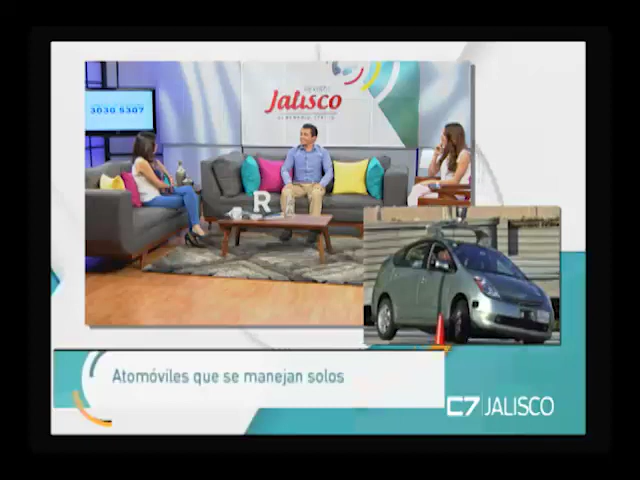 3030 5307
Jalisco
R
Atomóviles que se manejan solos
C7 JALISCO